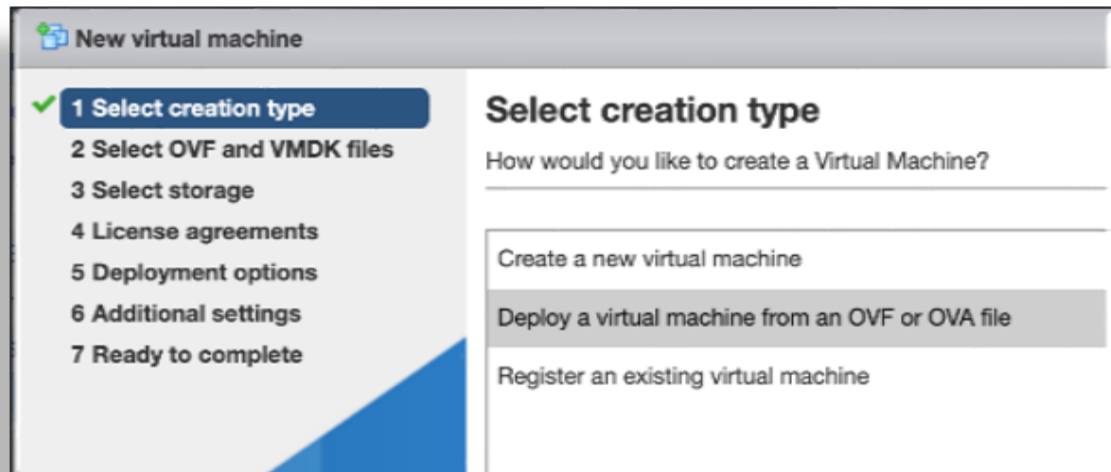 New virtual machine
1 Select creation type
2 Select OVF and VMDK files
3 Select storage
4 License agreements
5 Deployment options
6 Additional settings
7 Ready to complete
Select creation type
How would you like to create a Virtual Machine?
Create a new virtual machine
Deploy a virtual machine from an OVF or OVA file
Register an existing virtual machine